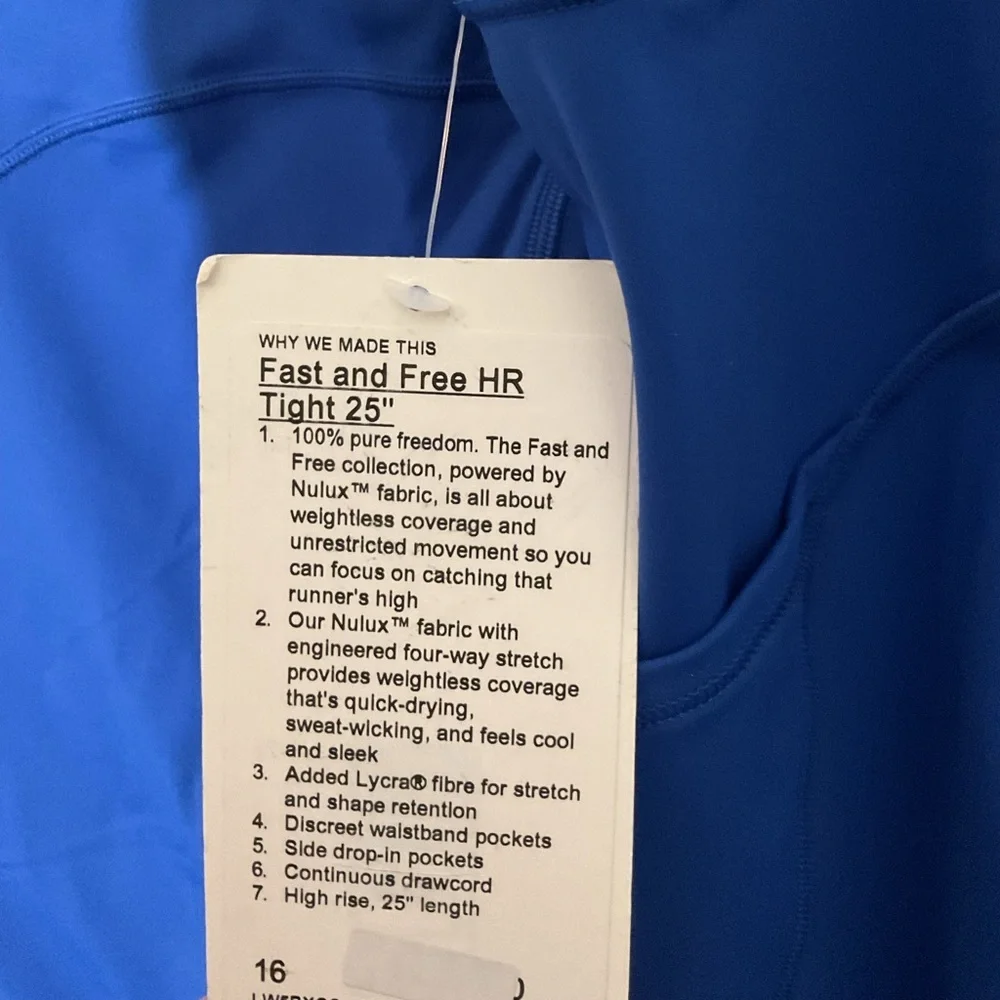 WHY WE MADE THIS
Fast and Free HR
Tight 25"
1. 100% pure freedom. The Fast and
Free collection, powered by
Nulux™ fabric, is all about
weightless coverage and
unrestricted movement so you
can focus on catching that
runner's high
2. Our Nulux™ fabric with
engineered four-way stretch
provides weightless coverage
that's quick-drying,
sweat-wicking, and feels cool
and sleek
3. Added Lycra® fibre for stretch
and shape retention
4. Discreet waistband pockets
5. Side drop-in pockets
6. Continuous drawcord
7. High rise, 25" length
16